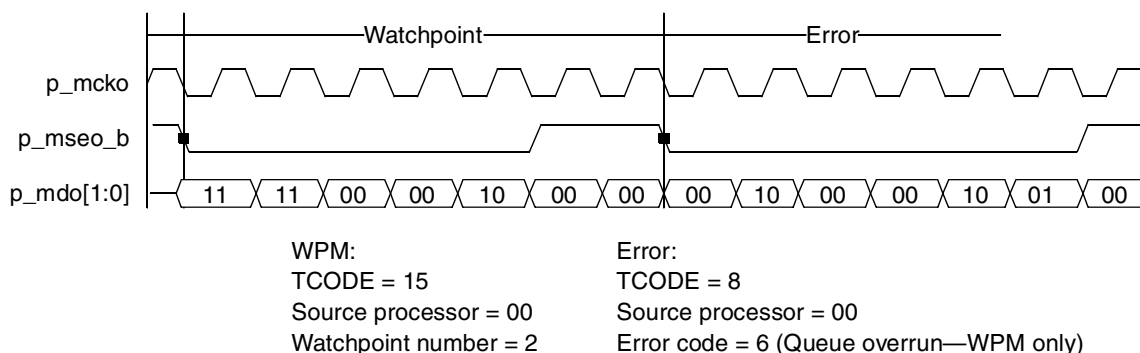 Watchpoint Error
p_mcko
p_mseo_b
p_mdo[1:0] 11 11 00 00 10 00 00 00 10 00 00 10 01 00
WPM: Error:
TCODE = 15 TCODE = 8
Source processor = 00 Source processor = 00
Watchpoint number = 2 Error code = 6 (Queue overrun—WPM only)